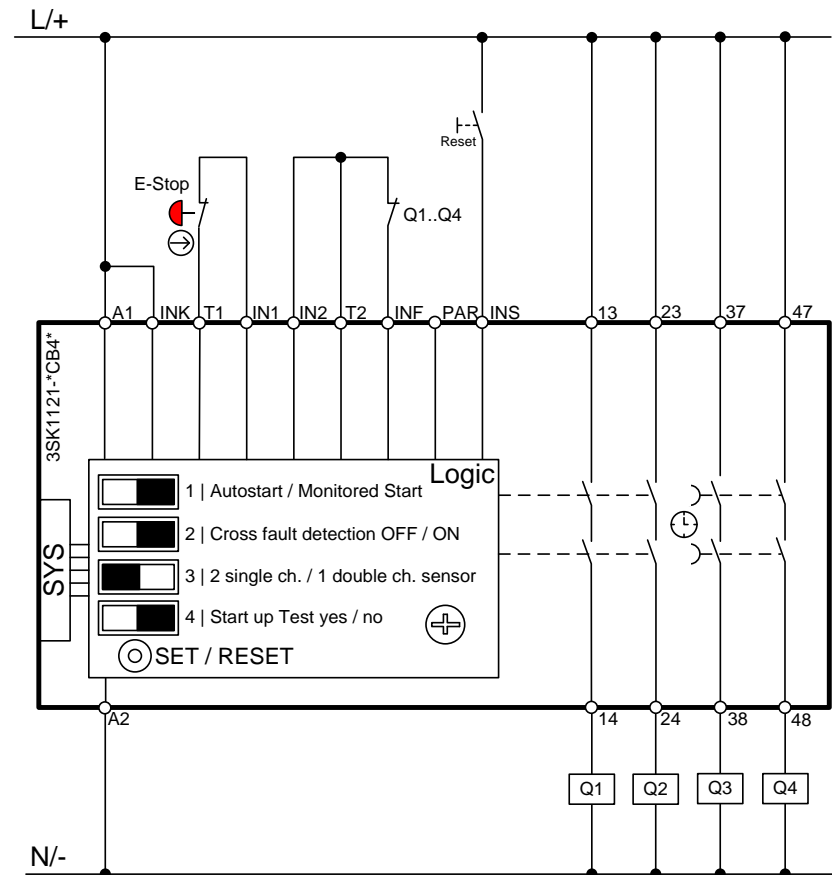 L/+
Reset
E-Stop
Q1..Q4
A1 INK T1 IN1 IN2 T2 INF PAR INS 13 23 37 47
3SK1121-*CB4*
Logic
1 | Autostart / Monitored Start
2 | Cross fault detection OFF / ON
SYS
3 | 2 single ch. / 1 double ch. sensor
4 | Start up Test yes / no
SET / RESET
A2 14 24 38 48
Q1 Q2 Q3 Q4
N/-